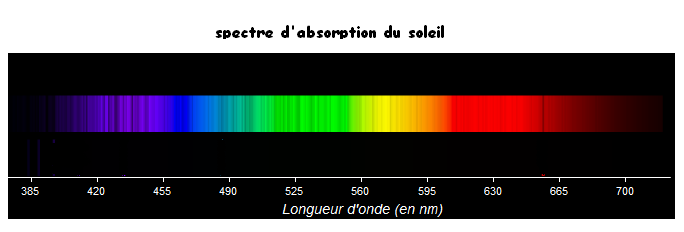 spectre d'absorption du soleil
385 420 455 490 525 560 595 630 665 700
Longueur d'onde (en nm)